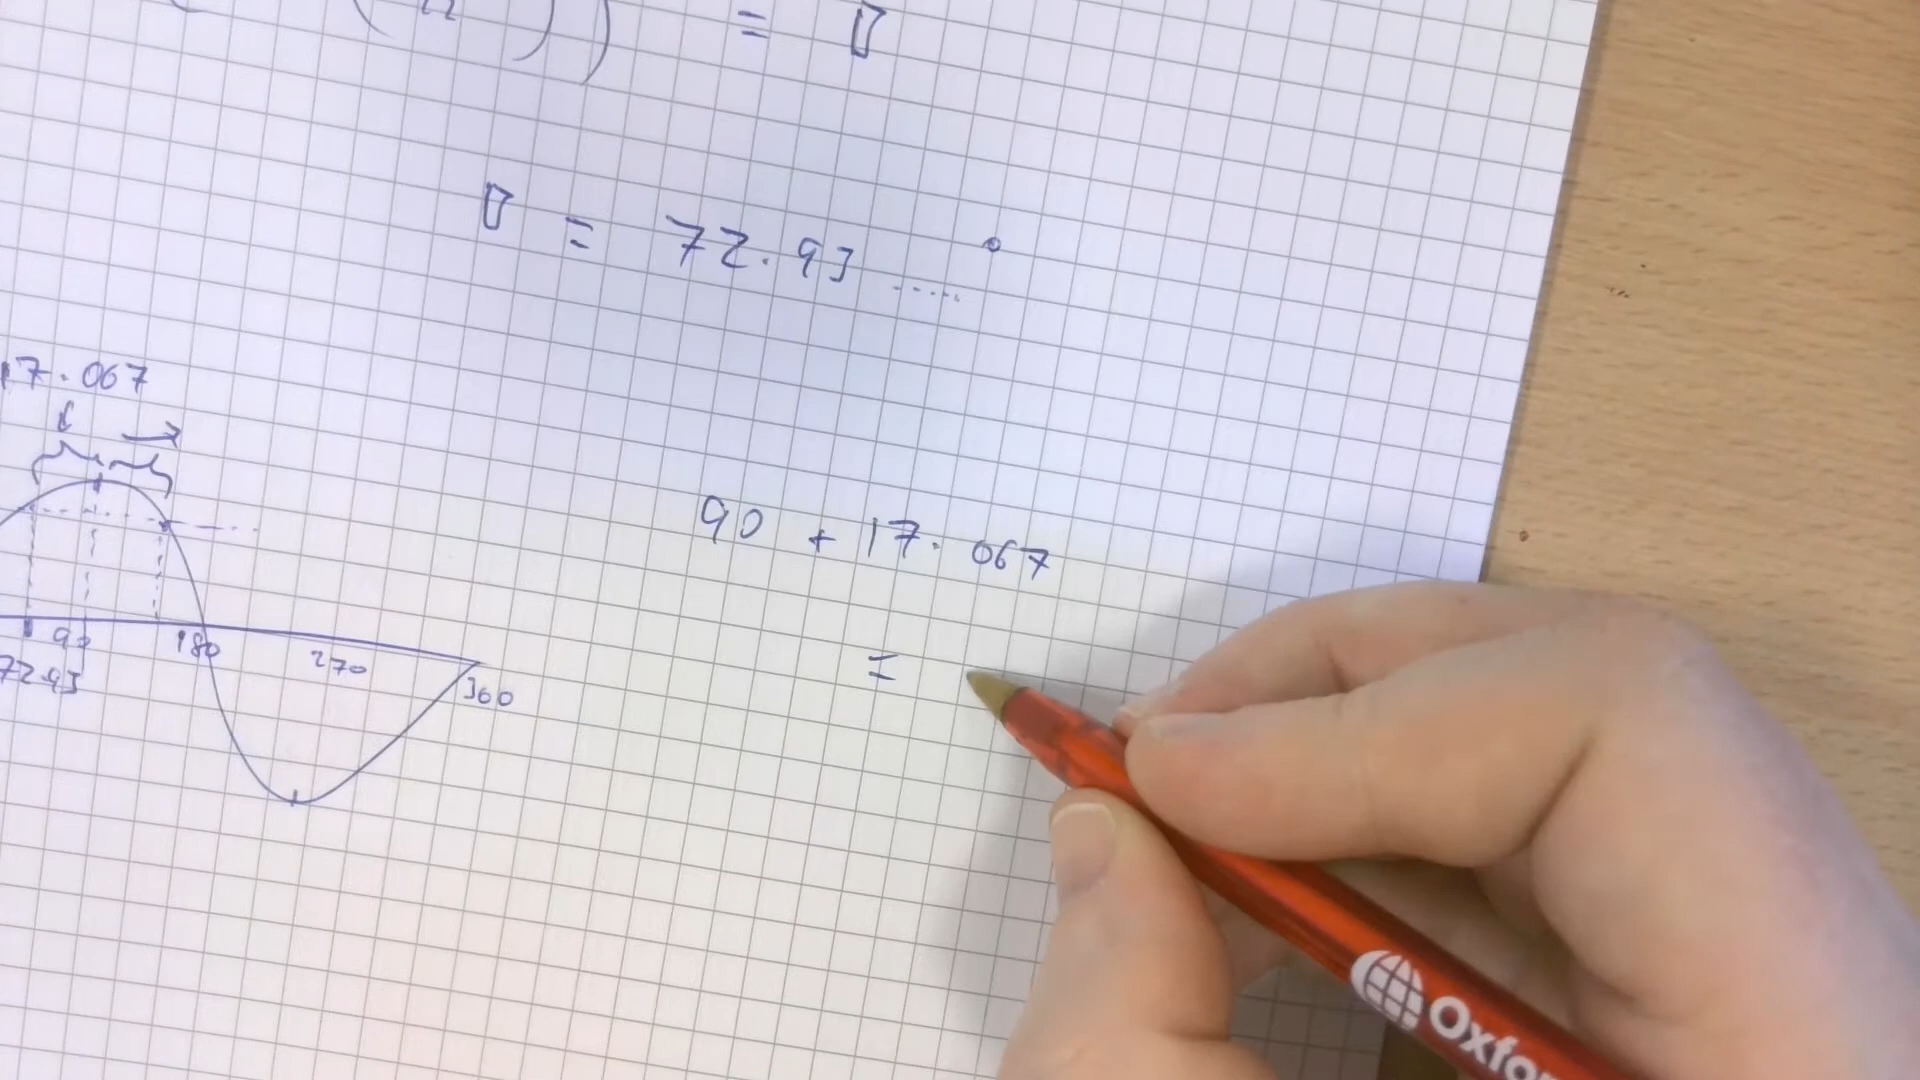 = []
[] = 72.93.....°
17.067
90 + 17.067
=
90 180 270 360
72.93
Oxfo